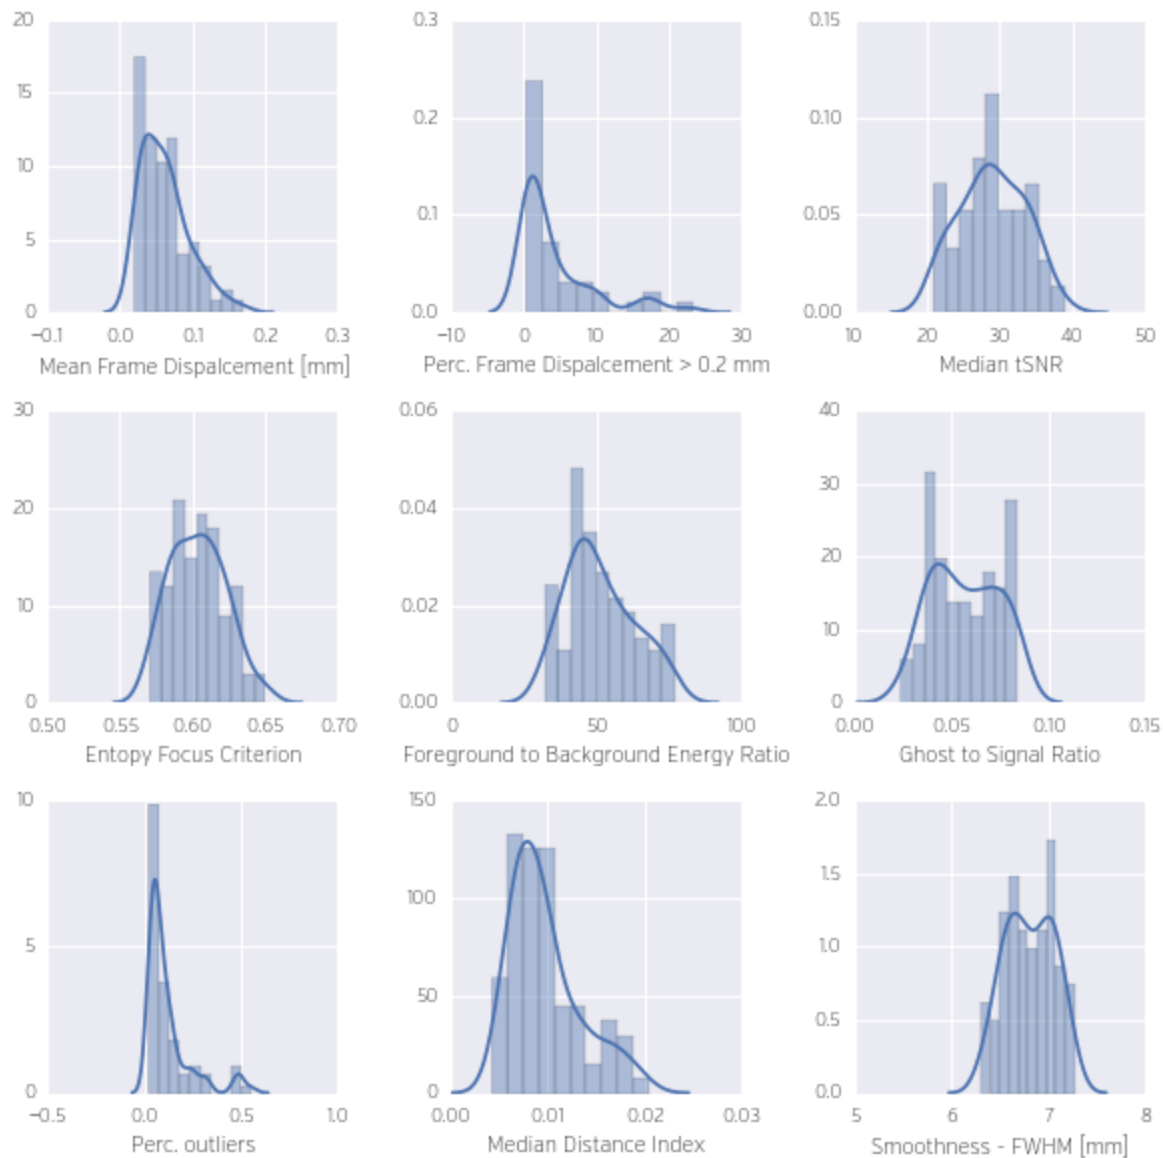 20 15 10 5 0
−0.1 0.0 0.1 0.2 0.3
Mean Frame Dispalcement [mm]
0.3 0.2 0.1 0.0
−10 0 10 20 30
Perc. Frame Dispalcement > 0.2 mm
0.15 0.10 0.05 0.00
10 20 30 40 50
Median tSNR
30 20 10 0
0.50 0.55 0.60 0.65 0.70
Entopy Focus Criterion
0.06 0.04 0.02 0.00
0 50 100
Foreground to Background Energy Ratio
40 30 20 10 0
0.00 0.05 0.10 0.15
Ghost to Signal Ratio
10 5 0
−0.5 0.0 0.5 1.0
Perc. outliers
150 100 50 0
0.00 0.01 0.02 0.03
Median Distance Index
2.0 1.5 1.0 0.5 0.0
5 6 7 8
Smoothness - FWHM [mm]